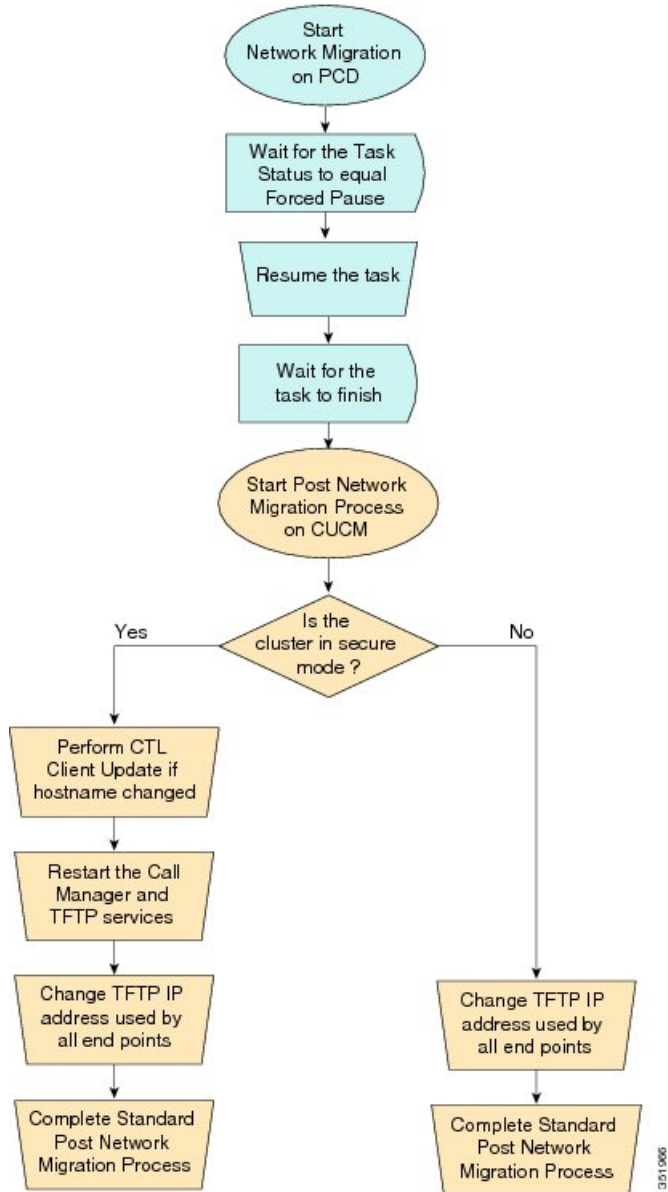 Start
Network Migration
on PCD
Wait for the Task
Status to equal
Forced Pause
Resume the task
Wait for the
task to finish
Start Post Network
Migration Process
on CUCM
Is the
cluster in secure
mode ?
Yes
No
Perform CTL
Client Update if
hostname changed
Restart the Call
Manager and
TFTP services
Change TFTP IP
address used by
all end points
Complete Standard
Post Network
Migration Process
Change TFTP IP
address used by
all end points
Complete Standard
Post Network
Migration Process
351966